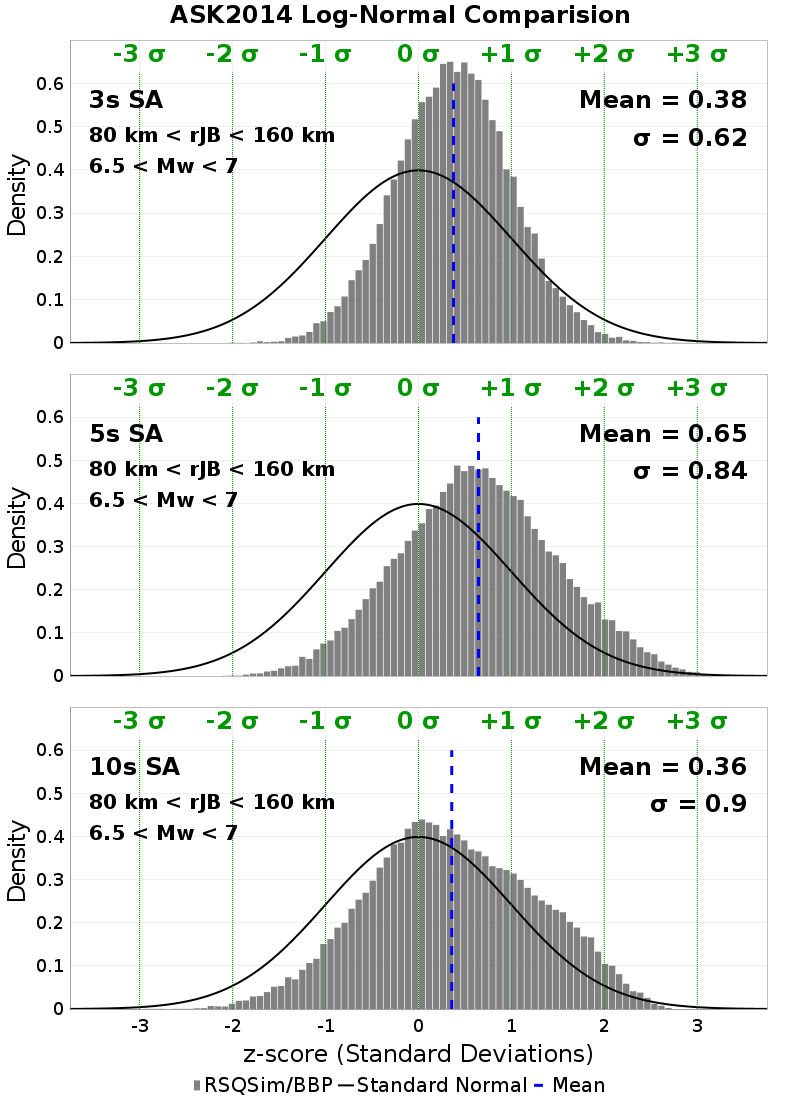 ASK2014 Log-Normal Comparision
-3 σ -2 σ -1 σ 0 σ +1 σ +2 σ +3 σ
3s SA
Mean = 0.38
80 km < rJB < 160 km
σ = 0.62
6.5 < Mw < 7
Density
0.6
0.5
0.4
0.3
0.2
0.1
0
-3 σ -2 σ -1 σ 0 σ +1 σ +2 σ +3 σ
5s SA
Mean = 0.65
80 km < rJB < 160 km
σ = 0.84
6.5 < Mw < 7
Density
0.6
0.5
0.4
0.3
0.2
0.1
0
-3 σ -2 σ -1 σ 0 σ +1 σ +2 σ +3 σ
10s SA
Mean = 0.36
80 km < rJB < 160 km
σ = 0.9
6.5 < Mw < 7
Density
0.6
0.5
0.4
0.3
0.2
0.1
0
-3 -2 -1 0 1 2 3
z-score (Standard Deviations)
RSQSim/BBP Standard Normal Mean